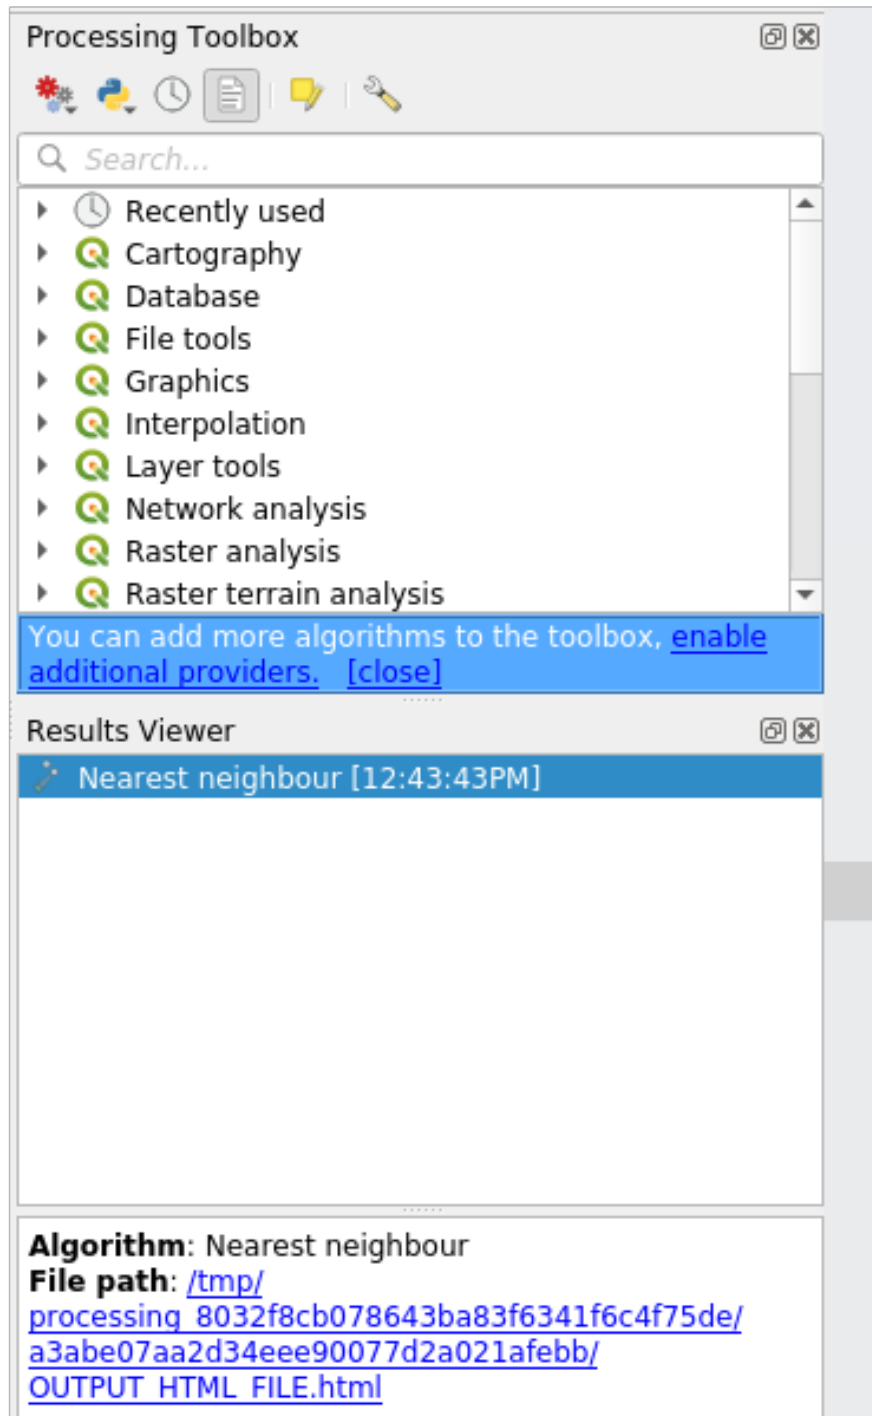 Processing Toolbox
Search...
Recently used
Cartography
Database
File tools
Graphics
Interpolation
Layer tools
Network analysis
Raster analysis
Raster terrain analysis
You can add more algorithms to the toolbox, enable
additional providers. [close]
Results Viewer
Nearest neighbour [12:43:43PM]
Algorithm: Nearest neighbour
File path: /tmp/
processing_8032f8cb078643ba83f6341f6c4f75de/
a3abe07aa2d34eee90077d2a021afebb/
OUTPUT_HTML_FILE.html